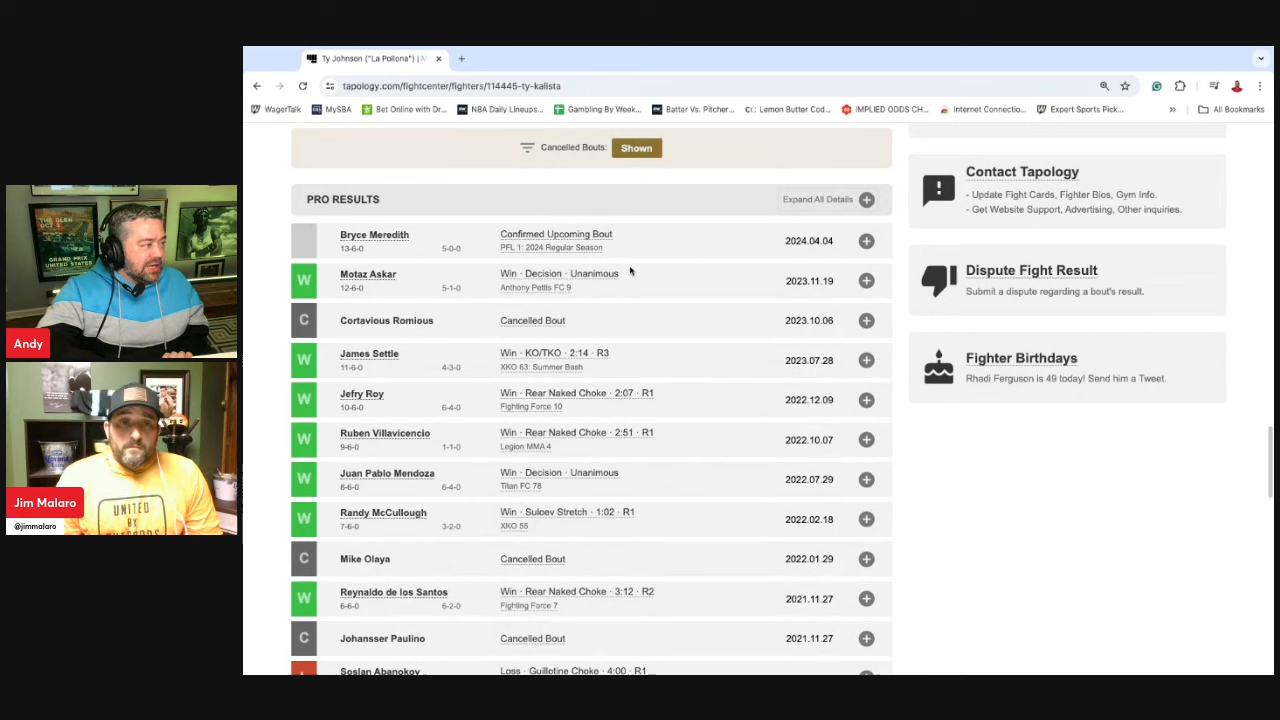 Ty Johnson ("La Pollona") | M
tapology.com/fightcenter/fighters/114445-ty-kalista
WagerTalk
MySBA
Bet Online with Dr...
NBA Daily Lineups...
Gambling By Week...
Batter Vs. Pitcher...
Lemon Butter Cod...
IMPLIED ODDS CH...
Internet Connectio...
Expert Sports Pick...
»
All Bookmarks
Cancelled Bouts: Shown
PRO RESULTS
Expand All Details
Bryce Meredith
Confirmed Upcoming Bout
2024.04.04
13-6-0 5-0-0
PFL 1: 2024 Regular Season
W
Motaz Askar
Win · Decision · Unanimous
2023.11.19
12-6-0 5-1-0
Anthony Pettis FC 9
C
Cortavious Romious
Cancelled Bout
2023.10.06
W
James Settle
Win · KO/TKO · 2:14 · R3
2023.07.28
11-6-0 4-3-0
XKO 63: Summer Bash
W
Jefry Roy
Win · Rear Naked Choke · 2:07 · R1
2022.12.09
10-6-0 6-4-0
Fighting Force 10
W
Ruben Villavicencio
Win · Rear Naked Choke · 2:51 · R1
2022.10.07
9-6-0 1-1-0
Legion MMA 4
W
Juan Pablo Mendoza
Win · Decision · Unanimous
2022.07.29
8-6-0 6-4-0
Titan FC 78
W
Randy McCullough
Win · Suloev Stretch · 1:02 · R1
2022.02.18
7-6-0 3-2-0
XKO 55
C
Mike Olaya
Cancelled Bout
2022.01.29
W
Reynaldo de los Santos
Win · Rear Naked Choke · 3:12 · R2
2021.11.27
6-6-0 6-2-0
Fighting Force 7
C
Johansser Paulino
Cancelled Bout
2021.11.27
Soslan Abanokov
Loss · Guillotine Choke · 4:00 · R1
Contact Tapology
- Update Fight Cards, Fighter Bios, Gym Info.
- Get Website Support, Advertising, Other inquiries.
Dispute Fight Result
Submit a dispute regarding a bout's result.
Fighter Birthdays
Rhadi Ferguson is 49 today! Send him a Tweet.
THE GLEN
GRAND PRIX
UNITED STATES
Andy
UNITED
BY
Jim Malaro
@jimmalaro